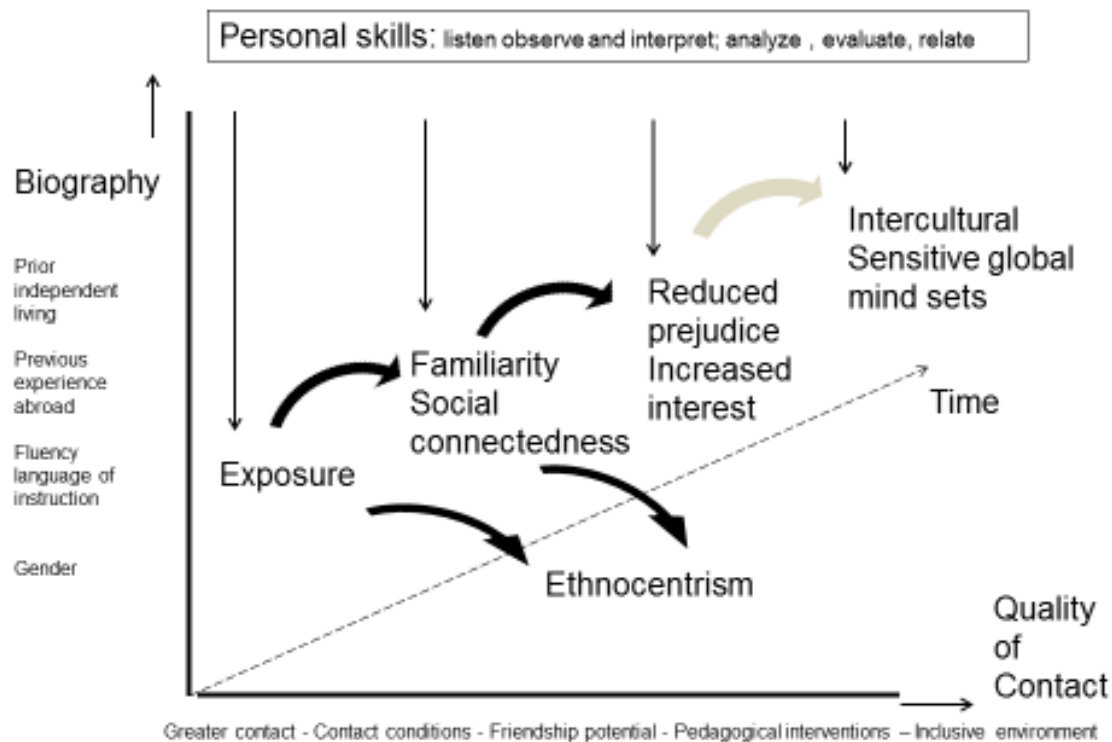 Personal skills: listen observe and interpret; analyze , evaluate, relate
Biography
Prior
independent
living
Previous
experience
abroad
Fluency
language of
instruction
Gender
Exposure
Familiarity
Social
connectedness
Reduced
prejudice
Increased
interest
Intercultural
Sensitive global
mind sets
Time
Ethnocentrism
Quality
of
Contact
Greater contact - Contact conditions - Friendship potential - Pedagogical interventions – Inclusive environment